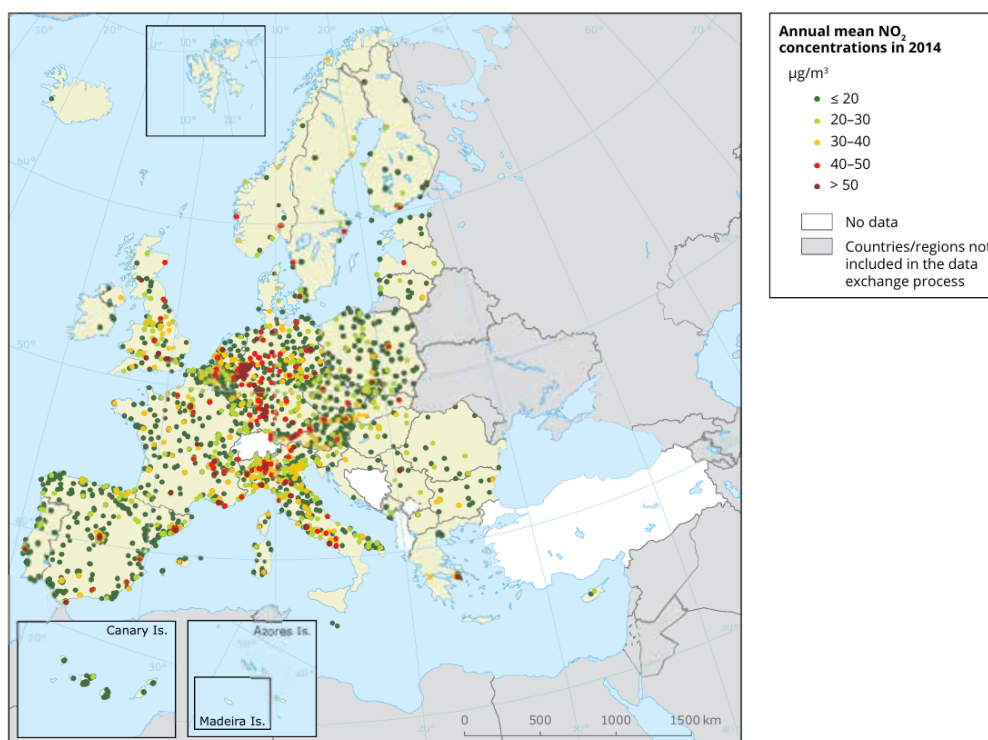 Annual mean NO₂
concentrations in 2014
µg/m³
≤ 20
20–30
30–40
40–50
> 50
No data
Countries/regions not
included in the data
exchange process
Canary Is.
Azores Is.
Madeira Is.
0 500 1000 1500 km